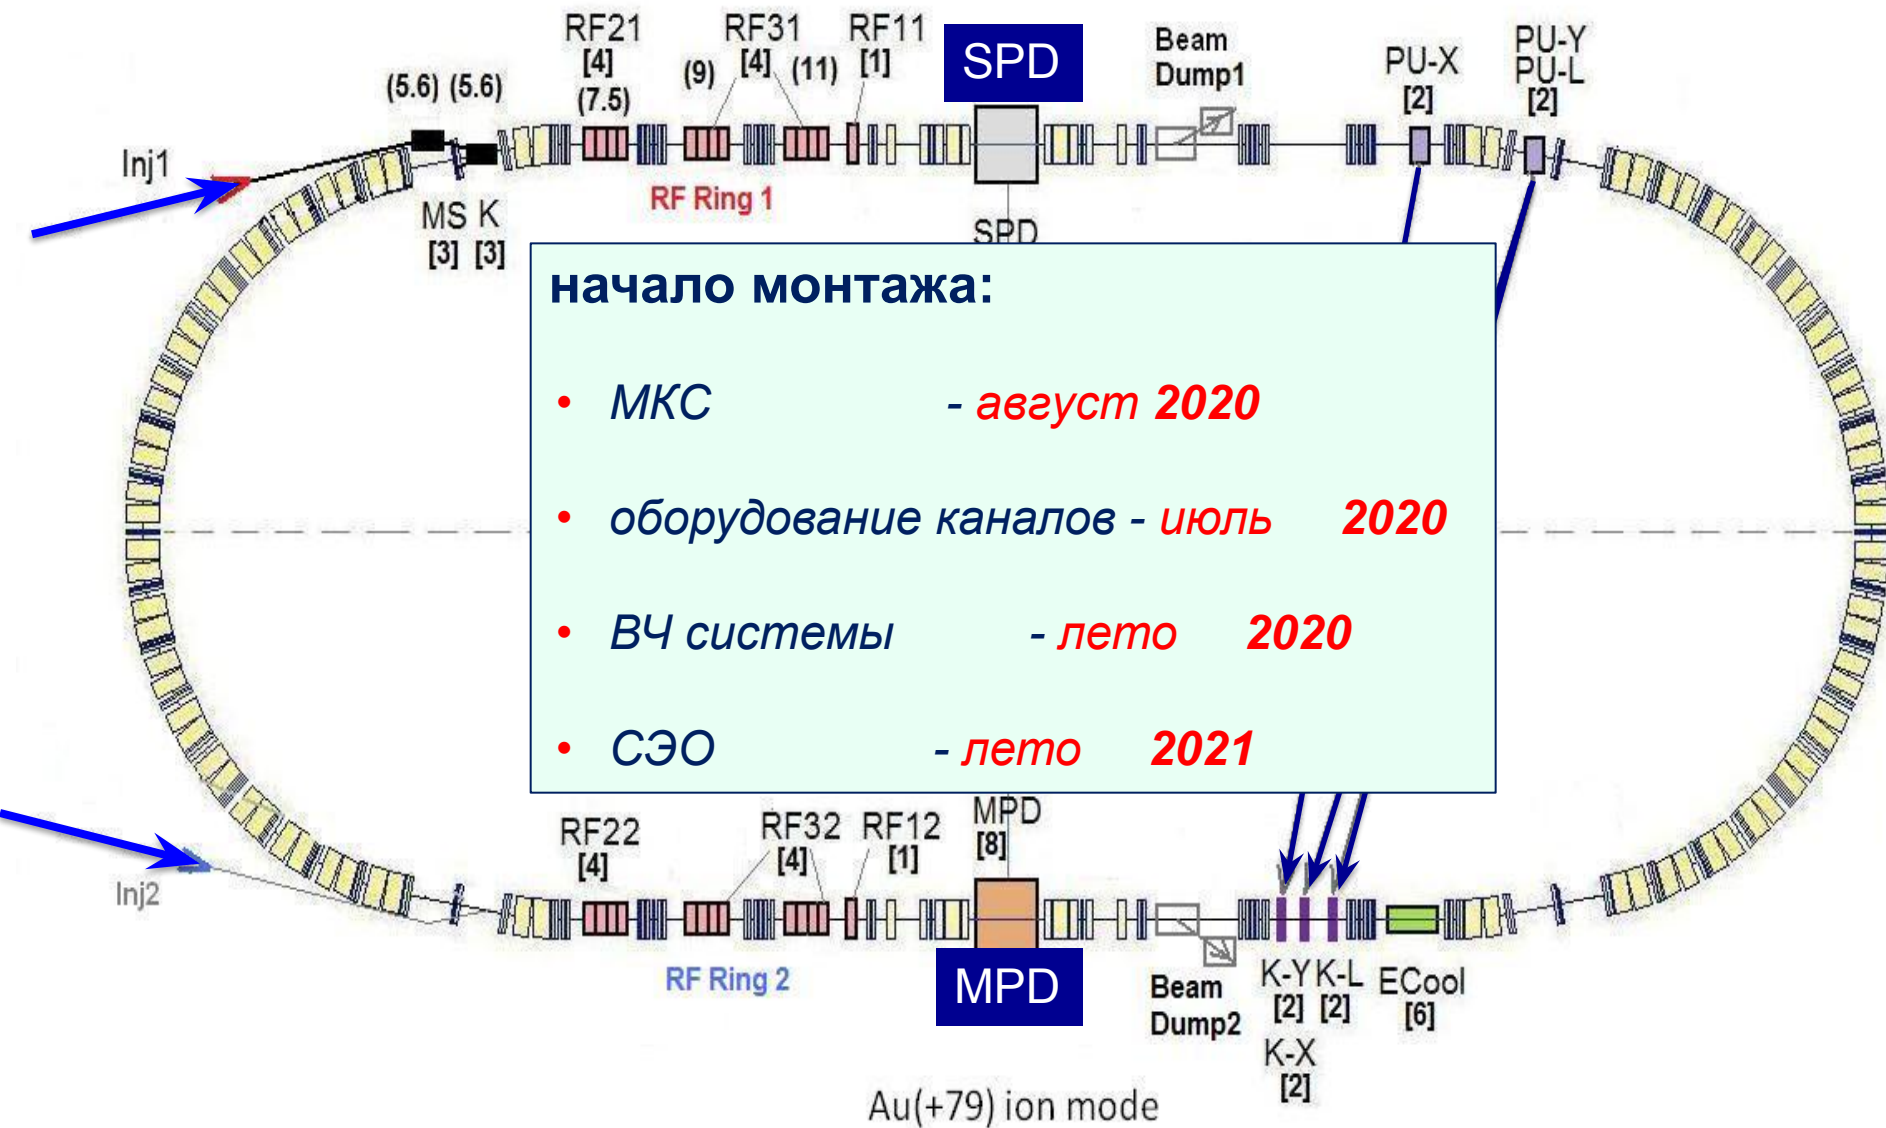 RF21
[4]
(7.5)
RF31
(9) [4] (11)
RF11
[1]
SPD
Beam
Dump1
PU-X
[2]
PU-Y
PU-L
[2]
(5.6) (5.6)
Inj1
MS K
[3] [3]
RF Ring 1
SPD
начало монтажа:
• МКС - август 2020
• оборудование каналов - июль 2020
• ВЧ системы - лето 2020
• СЭО - лето 2021
RF22
[4]
RF32
[4]
RF12
[1]
MPD
[8]
Inj2
RF Ring 2
MPD
Beam
Dump2
K-Y K-L
[2] [2]
K-X
[2]
ECool
[6]
Au(+79) ion mode